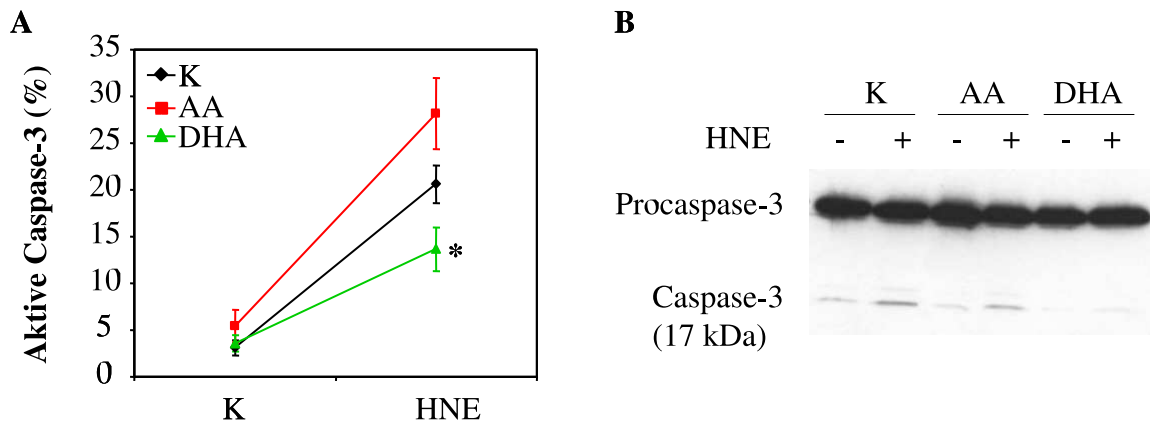 A
Aktive Caspase-3 (%)
35
30
25
20
15
10
5
0
K
AA
DHA
*
K HNE
B
K AA DHA
HNE - + - + - +
Procaspase-3
Caspase-3
(17 kDa)